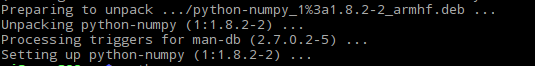 Preparing to unpack .../python-numpy_1%3a1.8.2-2_armhf.deb ...
Unpacking python-numpy (1:1.8.2-2) ...
Processing triggers for man-db (2.7.0.2-5) ...
Setting up python-numpy (1:1.8.2-2) ...